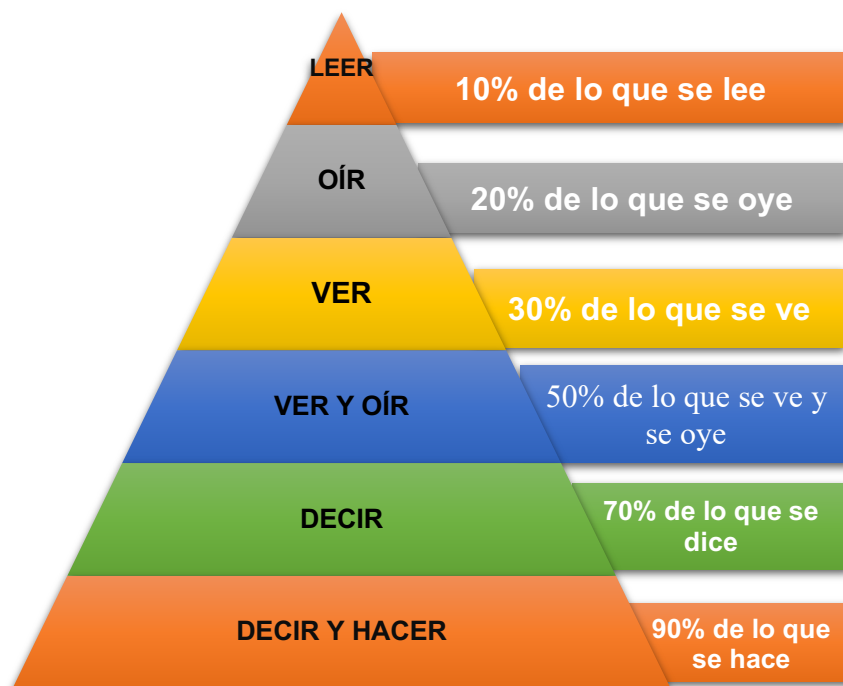 LEER
10% de lo que se lee
OÍR
20% de lo que se oye
VER
30% de lo que se ve
VER Y OÍR
50% de lo que se ve y
se oye
DECIR
70% de lo que se
dice
DECIR Y HACER
90% de lo que
se hace